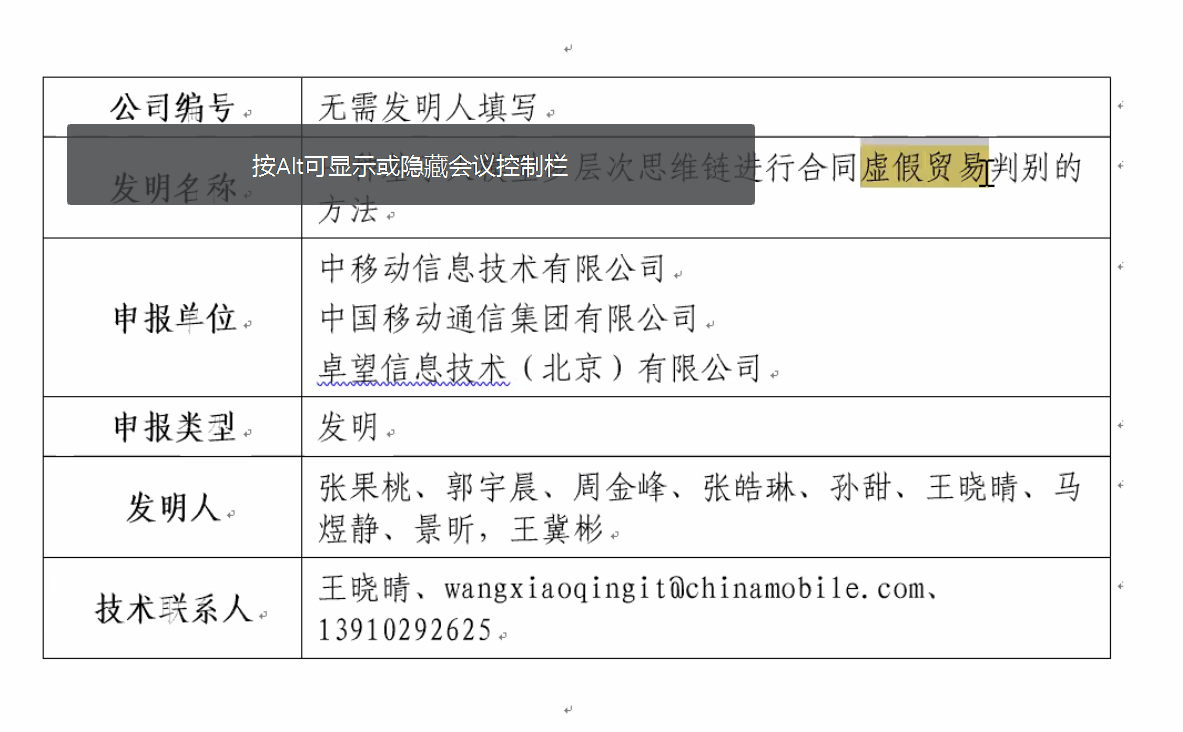 公司编号 无需发明人填写
按Alt可显示或隐藏会议控制栏
发明名称 层次思维链进行合同虚假贸易判别的
方法
申报单位
中移动信息技术有限公司
中国移动通信集团有限公司
卓望信息技术（北京）有限公司
申报类型 发明
发明人
张果桃、郭宇晨、周金峰、张皓琳、孙甜、王晓晴、马
煜静、景昕，王冀彬
技术联系人
王晓晴、wangxiaoqingit@chinamobile.com、
13910292625